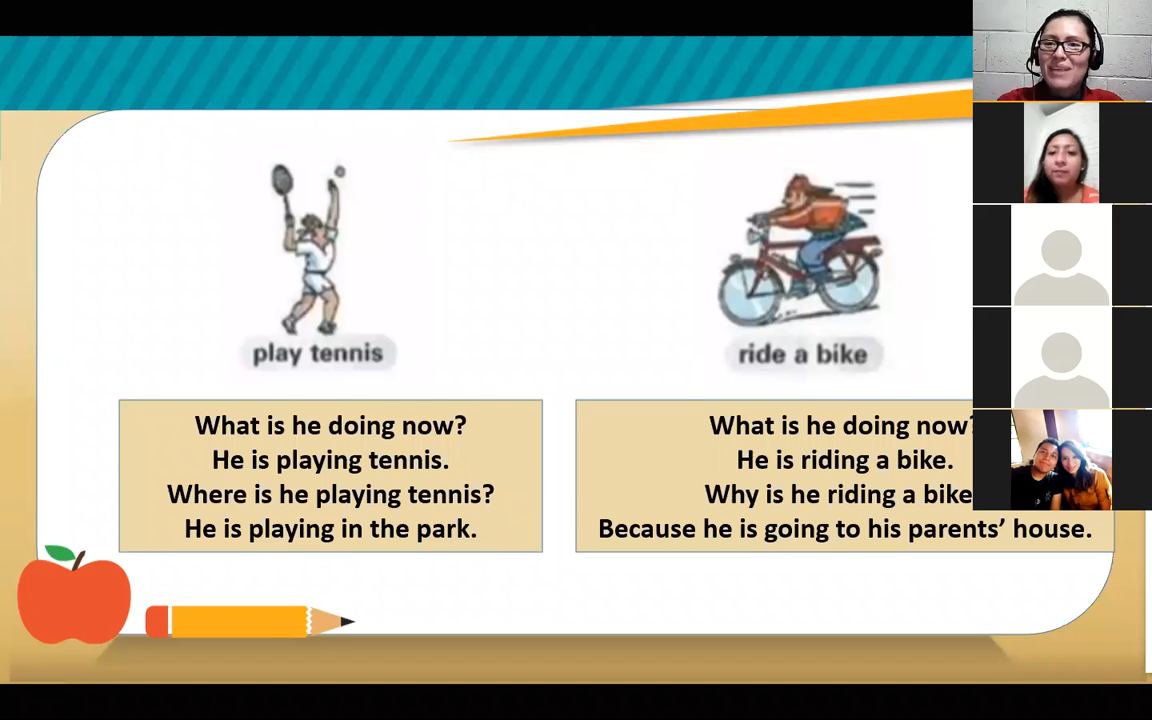 play tennis
ride a bike
What is he doing now?
He is playing tennis.
Where is he playing tennis?
He is playing in the park.
What is he doing now?
He is riding a bike.
Why is he riding a bike
Because he is going to his parents' house.